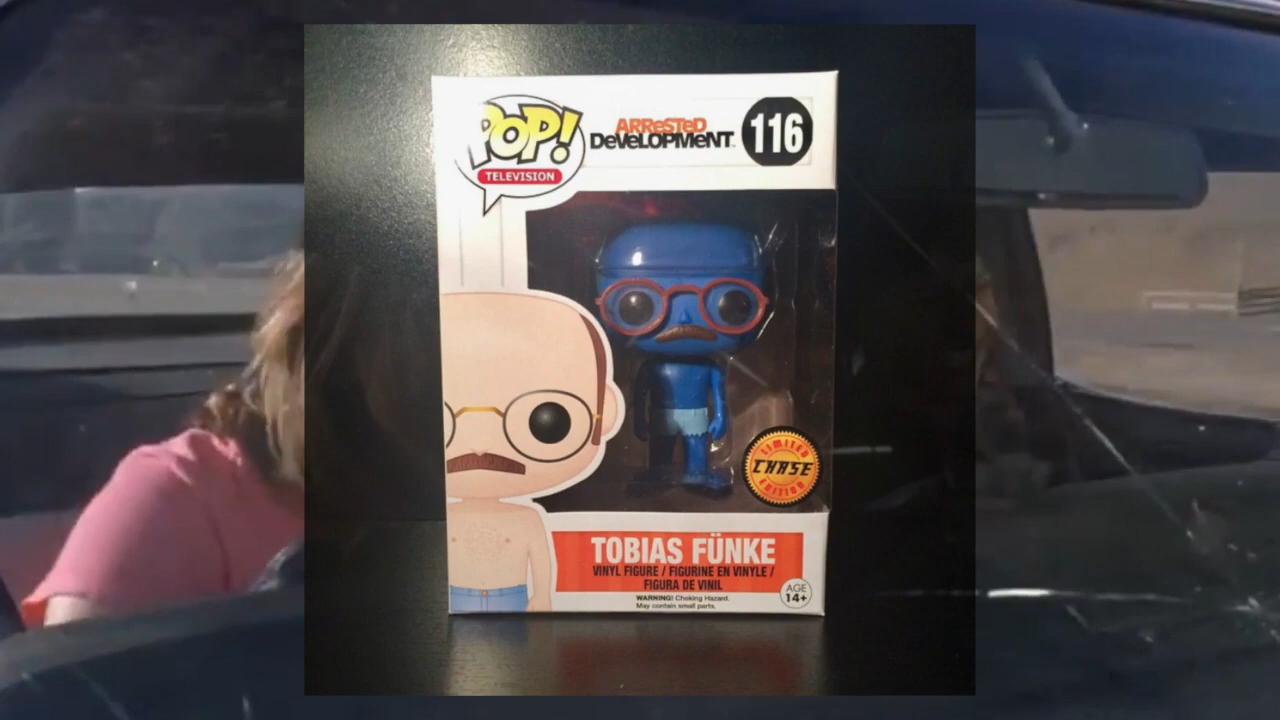 POP!
TELEVISION
ARReSTeD
DeVeLOPMeNT™
116
LIMITED
CHASE
EDITION
TOBIAS FÜNKE
VINYL FIGURE / FIGURINE EN VINYLE /
FIGURA DE VINIL
WARNING! Choking Hazard.
May contain small parts.
AGE
14+